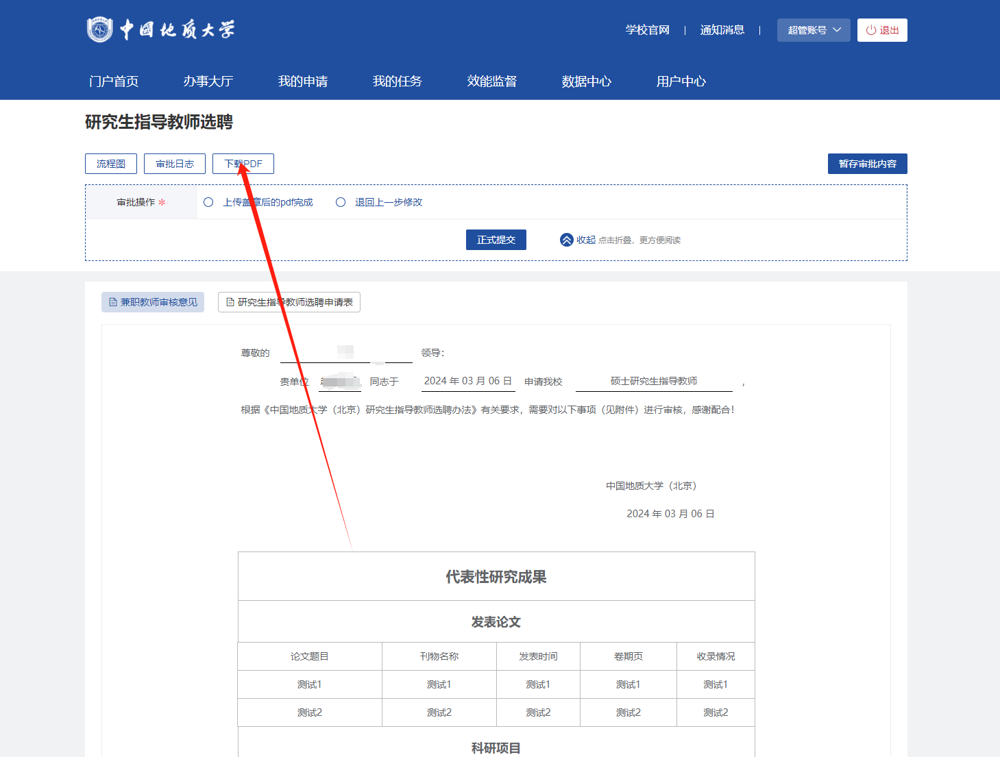 中国地质大学
学校官网 | 通知消息 | 超管账号 退出
门户首页 办事大厅 我的申请 我的任务 效能监督 数据中心 用户中心
研究生指导教师选聘
流程图 审批日志 下载PDF 暂存审批内容
审批操作 * 上传盖章后的pdf完成 退回上一步修改
正式提交 收起 点击折叠，更方便阅读
兼职教师审核意见 研究生指导教师选聘申请表
尊敬的 领导：
贵单位 同志于 2024 年 03 月 06 日 申请我校 硕士研究生指导教师 ，
根据《中国地质大学（北京）研究生指导教师选聘办法》有关要求，需要对以下事项（见附件）进行审核，感谢配合！
中国地质大学（北京）
2024 年 03 月 06 日
代表性研究成果
发表论文
论文题目 刊物名称 发表时间 卷期页 收录情况
测试1 测试1 测试1 测试1 测试1
测试2 测试2 测试2 测试2 测试2
科研项目